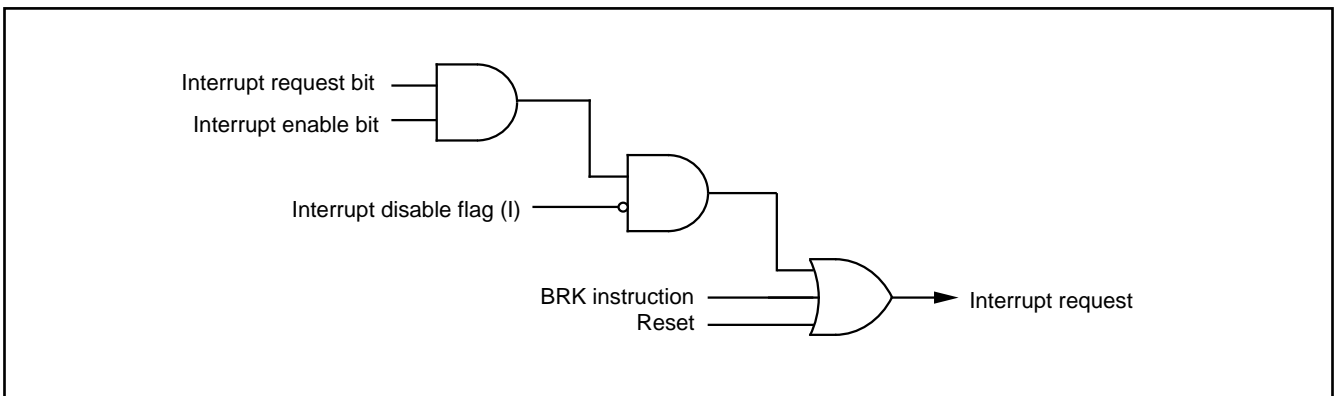 Interrupt request bit
Interrupt enable bit
Interrupt disable flag (I)
BRK instruction
Reset
Interrupt request